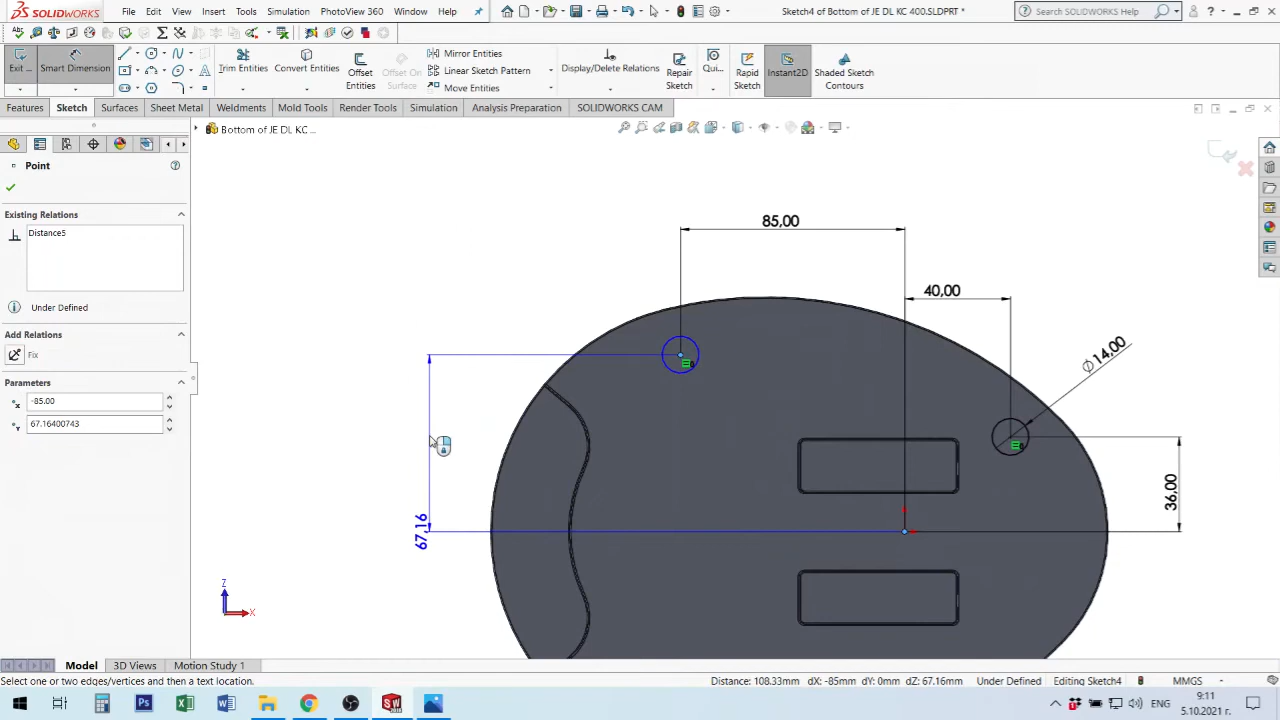 SOLIDWORKS File Edit View Insert Tools Simulation PhotoView 360 Window Help Sketch4 of Bottom of JE DL KC 400.SLDPRT * Search SOLIDWORKS Help
Exit ... Smart Dimension Trim Entities Convert Entities Offset Entities Offset On Surface Mirror Entities Linear Sketch Pattern Move Entities Display/Delete Relations Repair Sketch Qui... Rapid Sketch Instant2D Shaded Sketch Contours
Features Sketch Surfaces Sheet Metal Weldments Mold Tools Render Tools Simulation Analysis Preparation SOLIDWORKS CAM
Bottom of JE DL KC ...
Point
Existing Relations
Distance5
Under Defined
Add Relations
Fix
Parameters
-85.00
67.16400743
85,00
40,00
Ø14,00
36,00
67,16
Z
X
Model 3D Views Motion Study 1
Select one or two edges/vertices and then a text location. Distance: 108.33mm dX: -85mm dY: 0mm dZ: 67.16mm Under Defined Editing Sketch4 MMGS
ENG 9:11
5.10.2021 г.